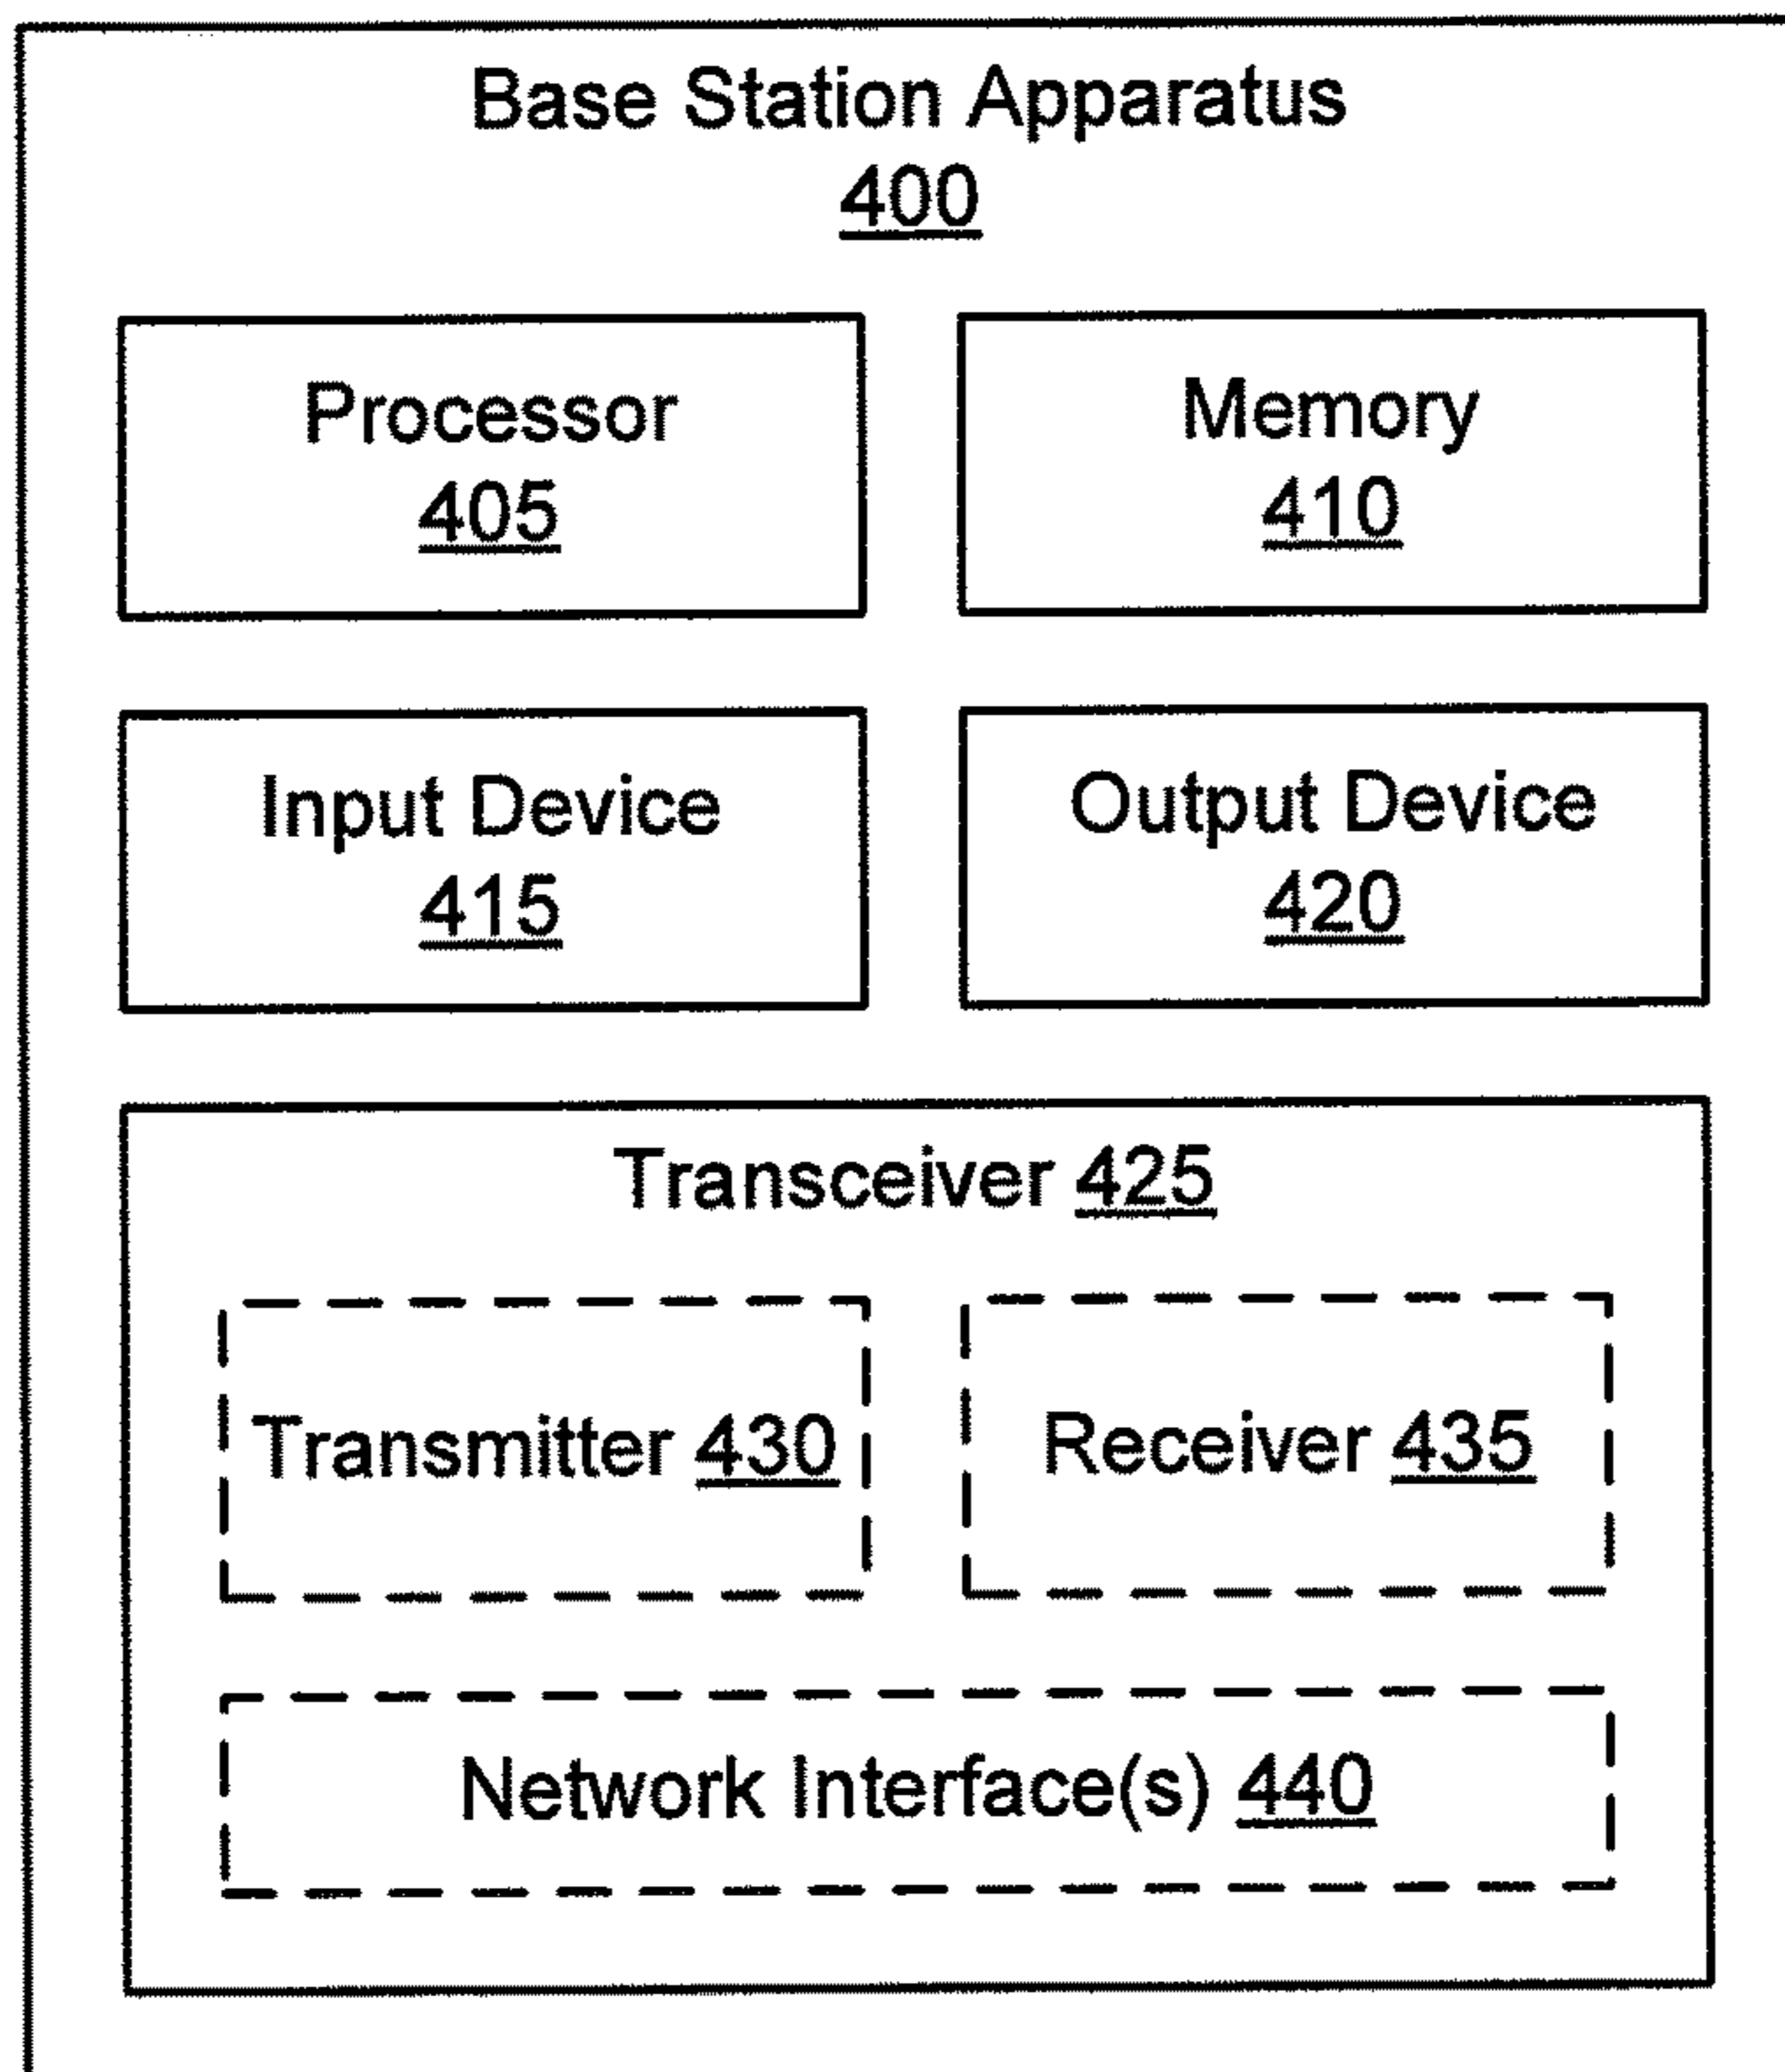 Base Station Apparatus
400
Processor
405
Memory
410
Input Device
415
Output Device
420
Transceiver 425
Transmitter 430
Receiver 435
Network Interface(s) 440